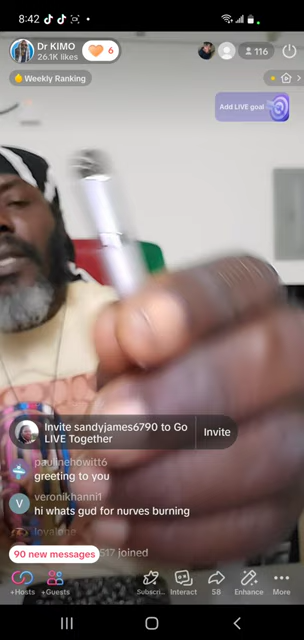 8:42
Dr KIMO
26.1K likes
6
116
Weekly Ranking
Add LIVE goal
Invite sandyjames6790 to Go
LIVE Together
Invite
paulinehowitt6
greeting to you
V
veronikhanni1
hi whats gud for nurves burning
90 new messages
617 joined
+Hosts
+Guests
Subscri...
Interact
58
Enhance
More